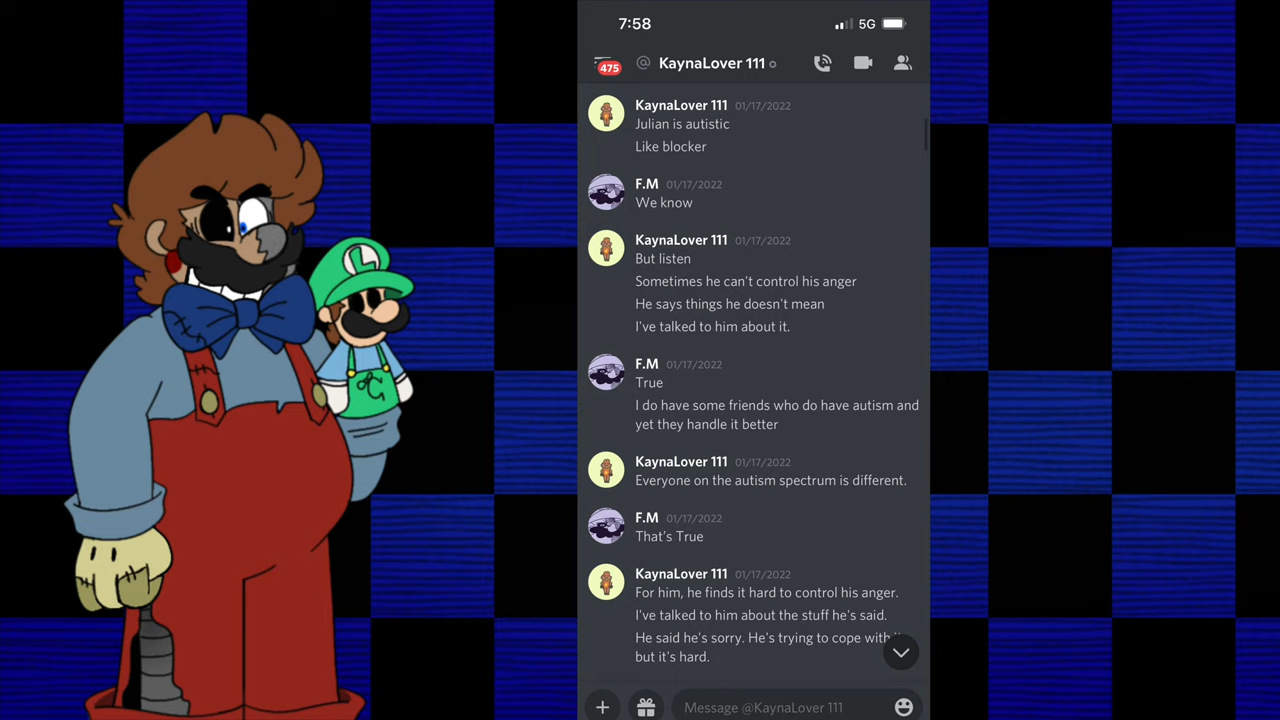 7:58
5G
475
@ KaynaLover 111
KaynaLover 111 01/17/2022
Julian is autistic
Like blocker
F.M 01/17/2022
We know
KaynaLover 111 01/17/2022
But listen
Sometimes he can't control his anger
He says things he doesn't mean
I've talked to him about it.
F.M 01/17/2022
True
I do have some friends who do have autism and
yet they handle it better
KaynaLover 111 01/17/2022
Everyone on the autism spectrum is different.
F.M 01/17/2022
That's True
KaynaLover 111 01/17/2022
For him, he finds it hard to control his anger.
I've talked to him about the stuff he's said.
He said he's sorry. He's trying to cope with
but it's hard.
Message @KaynaLover 111
L